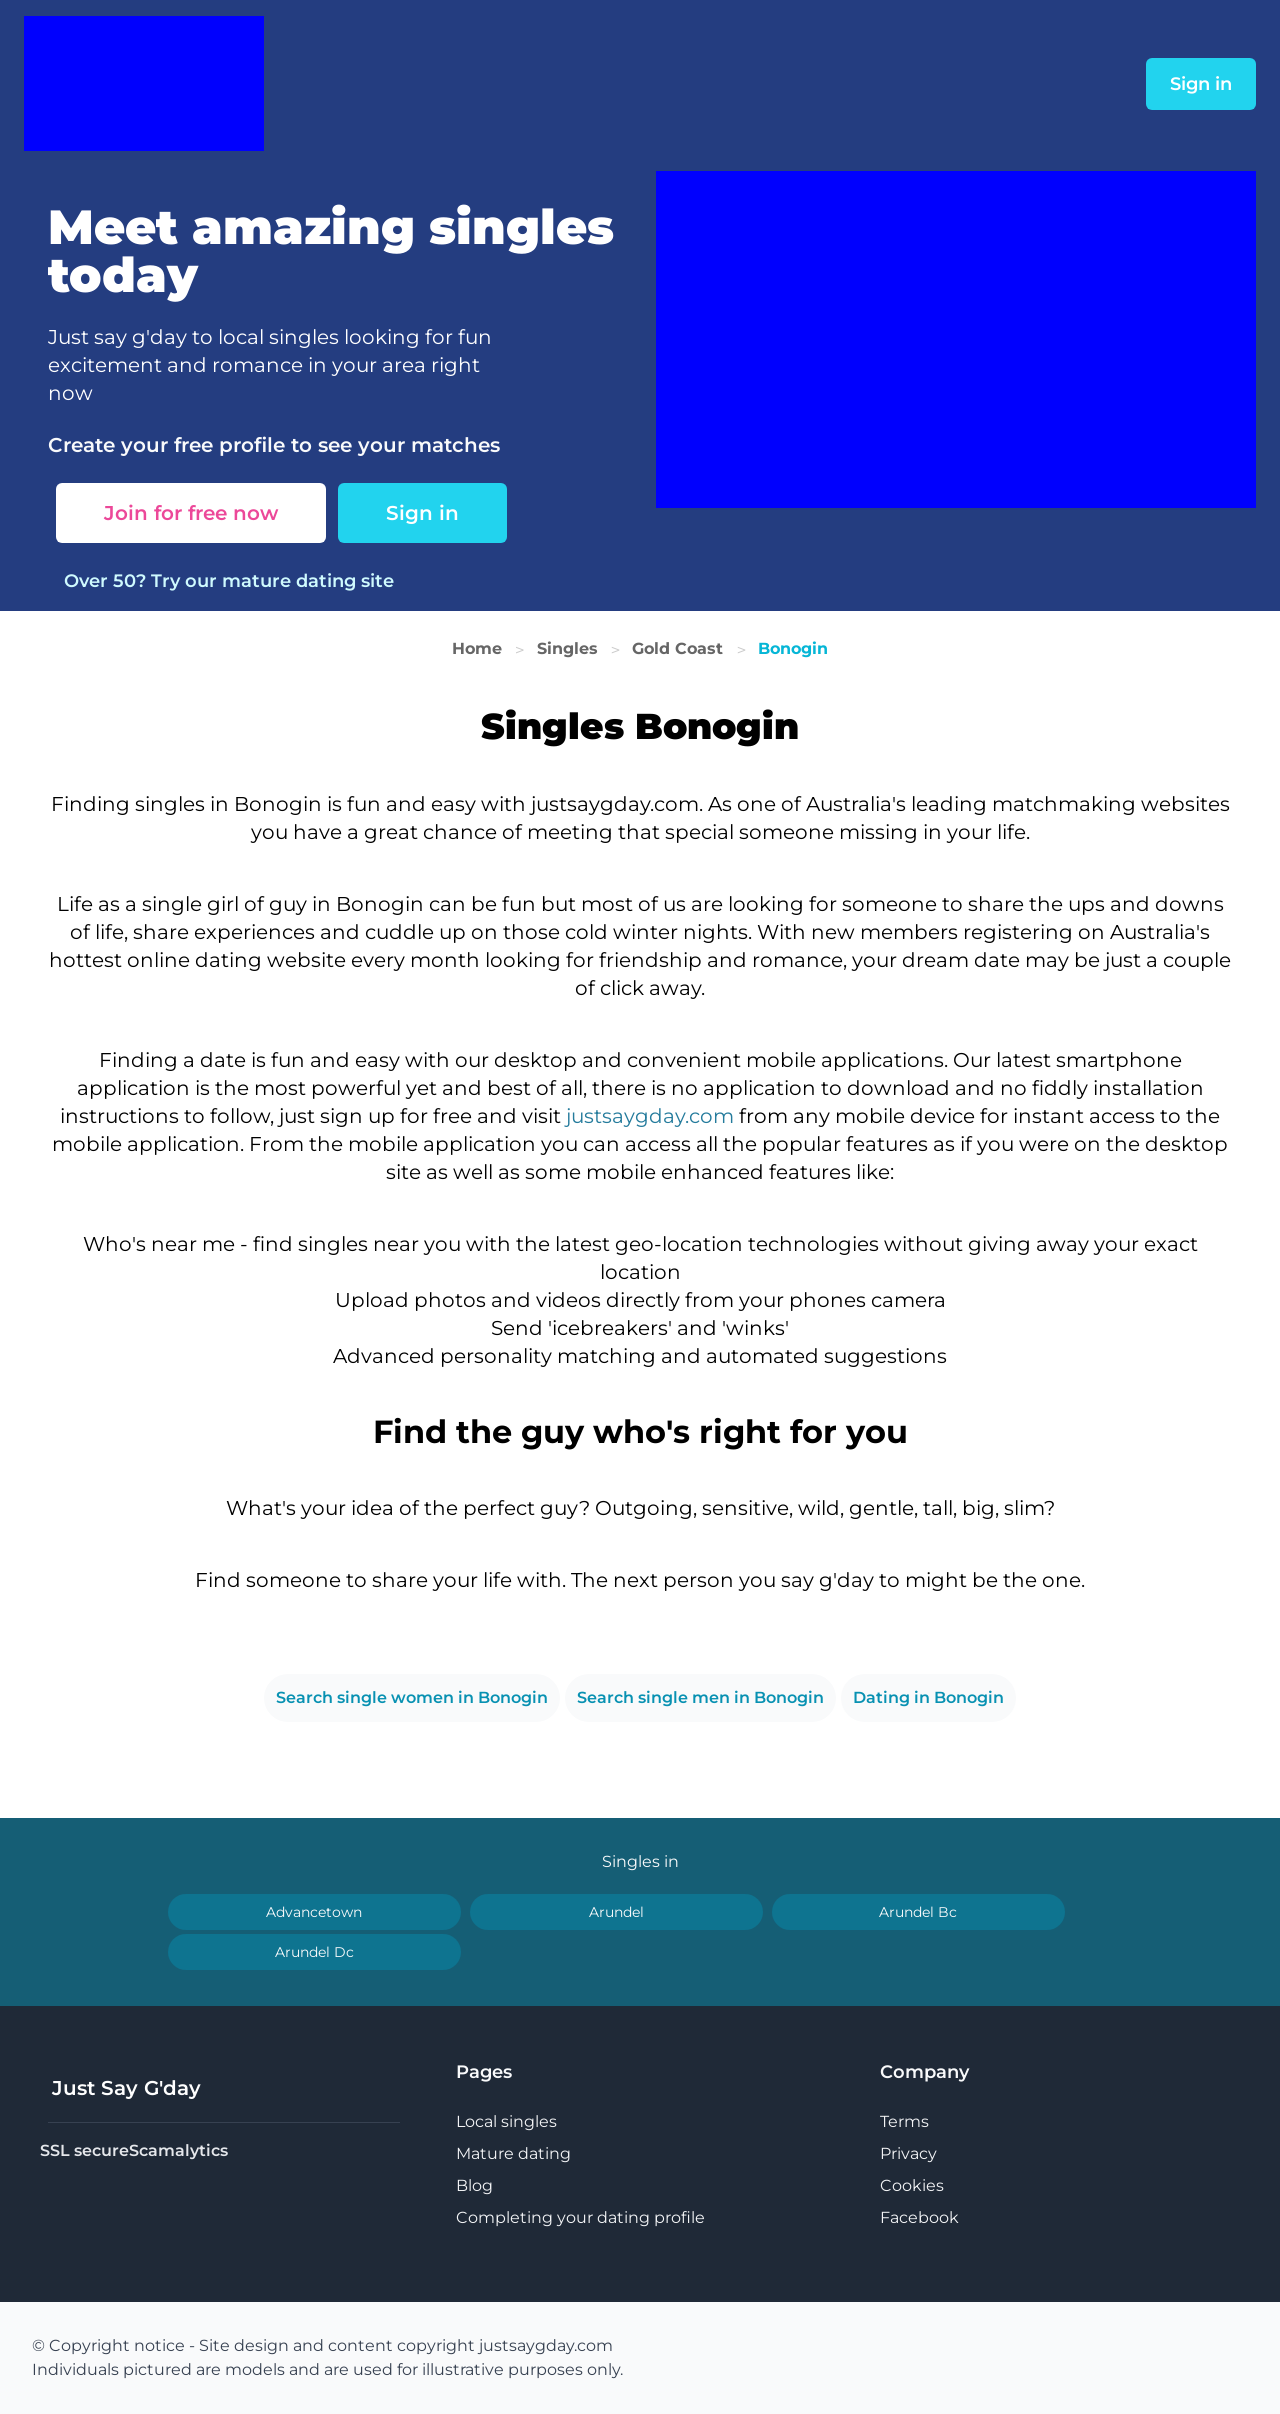 Sign in
Meet amazing singles
today
Just say g'day to local singles looking for fun
excitement and romance in your area right
now
Create your free profile to see your matches
Join for free now
Sign in
Over 50? Try our mature dating site
Home > Singles > Gold Coast > Bonogin
Singles Bonogin
Finding singles in Bonogin is fun and easy with justsaygday.com. As one of Australia's leading matchmaking websites
you have a great chance of meeting that special someone missing in your life.
Life as a single girl of guy in Bonogin can be fun but most of us are looking for someone to share the ups and downs
of life, share experiences and cuddle up on those cold winter nights. With new members registering on Australia's
hottest online dating website every month looking for friendship and romance, your dream date may be just a couple
of click away.
Finding a date is fun and easy with our desktop and convenient mobile applications. Our latest smartphone
application is the most powerful yet and best of all, there is no application to download and no fiddly installation
instructions to follow, just sign up for free and visit justsaygday.com from any mobile device for instant access to the
mobile application. From the mobile application you can access all the popular features as if you were on the desktop
site as well as some mobile enhanced features like:
Who's near me - find singles near you with the latest geo-location technologies without giving away your exact
location
Upload photos and videos directly from your phones camera
Send 'icebreakers' and 'winks'
Advanced personality matching and automated suggestions
Find the guy who's right for you
What's your idea of the perfect guy? Outgoing, sensitive, wild, gentle, tall, big, slim?
Find someone to share your life with. The next person you say g'day to might be the one.
Search single women in Bonogin
Search single men in Bonogin
Dating in Bonogin
Singles in
Advancetown
Arundel
Arundel Bc
Arundel Dc
Just Say G'day
SSL secureScamalytics
Pages
Local singles
Mature dating
Blog
Completing your dating profile
Company
Terms
Privacy
Cookies
Facebook
© Copyright notice - Site design and content copyright justsaygday.com
Individuals pictured are models and are used for illustrative purposes only.